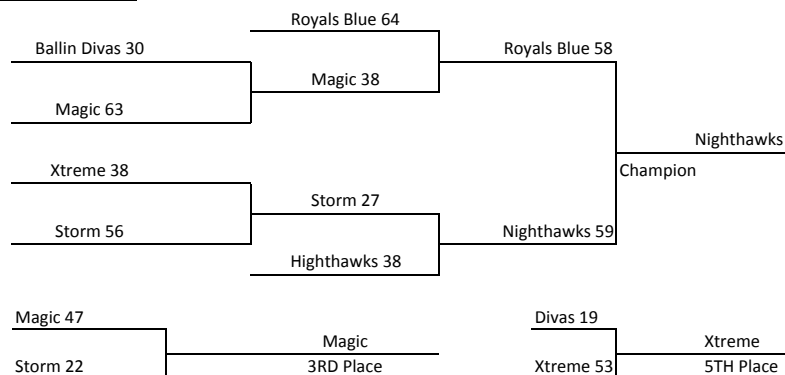 Royals Blue 64
Ballin Divas 30
Royals Blue 58
Magic 38
Magic 63
Nighthawks
Xtreme 38
Champion
Storm 27
Storm 56
Nighthawks 59
Highthawks 38
Magic 47
Divas 19
Magic
Xtreme
Storm 22
3RD Place
Xtreme 53
5TH Place